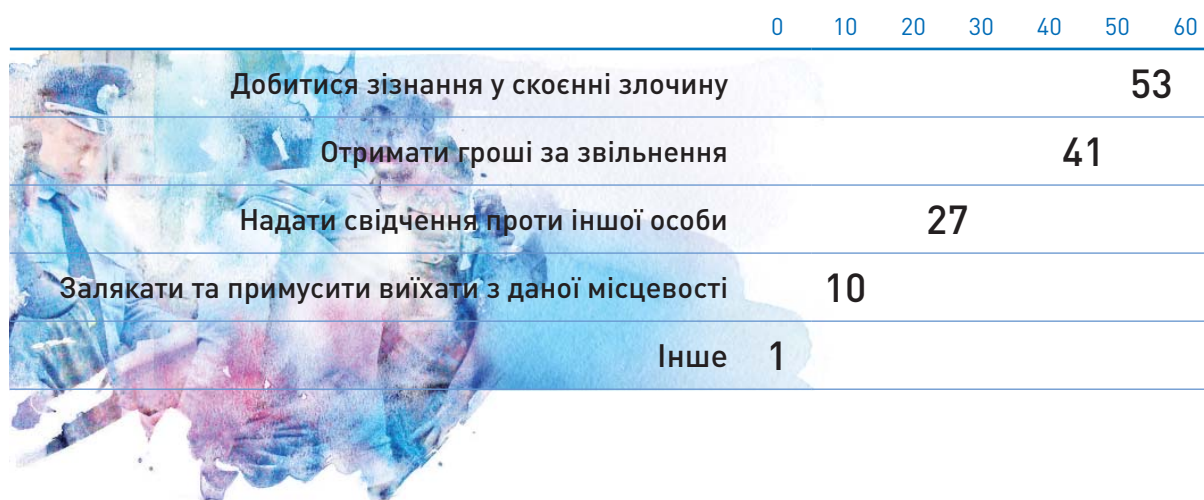 0 10 20 30 40 50 60
Добитися зізнання у скоєнні злочину 53
Отримати гроші за звільнення 41
Надати свідчення проти іншої особи 27
Залякати та примусити виїхати з даної місцевості 10
Інше 1